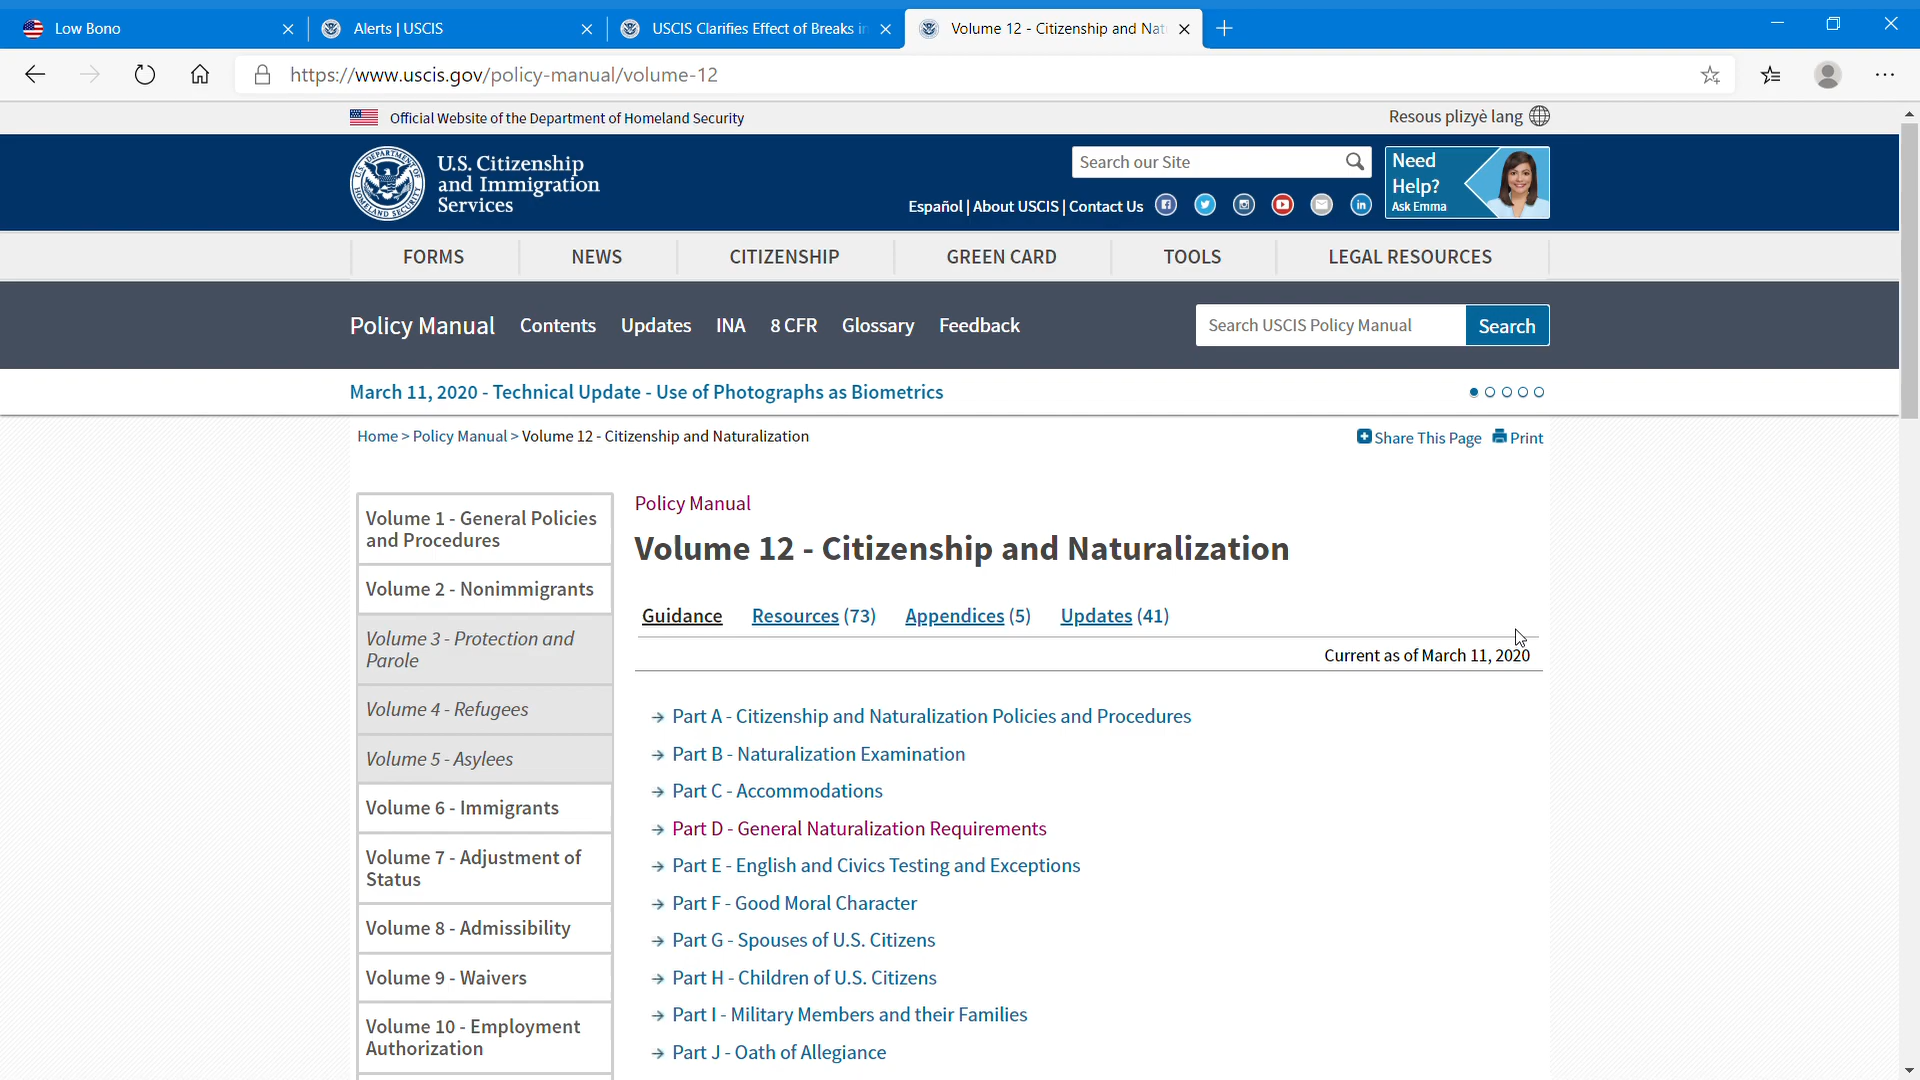 Low Bono
Alerts | USCIS
USCIS Clarifies Effect of Breaks in
Volume 12 - Citizenship and Nat
https://www.uscis.gov/policy-manual/volume-12
Official Website of the Department of Homeland Security
Resous plizyè lang
U.S. Citizenship
and Immigration
Services
Search our Site
Need
Help?
Ask Emma
Español | About USCIS | Contact Us
FORMS
NEWS
CITIZENSHIP
GREEN CARD
TOOLS
LEGAL RESOURCES
Policy Manual
Contents
Updates
INA
8 CFR
Glossary
Feedback
Search USCIS Policy Manual
Search
March 11, 2020 - Technical Update - Use of Photographs as Biometrics
Home > Policy Manual > Volume 12 - Citizenship and Naturalization
Share This Page
Print
Volume 1 - General Policies
and Procedures
Volume 2 - Nonimmigrants
Volume 3 - Protection and
Parole
Volume 4 - Refugees
Volume 5 - Asylees
Volume 6 - Immigrants
Volume 7 - Adjustment of
Status
Volume 8 - Admissibility
Volume 9 - Waivers
Volume 10 - Employment
Authorization
Policy Manual
Volume 12 - Citizenship and Naturalization
Guidance
Resources (73)
Appendices (5)
Updates (41)
Current as of March 11, 2020
Part A - Citizenship and Naturalization Policies and Procedures
Part B - Naturalization Examination
Part C - Accommodations
Part D - General Naturalization Requirements
Part E - English and Civics Testing and Exceptions
Part F - Good Moral Character
Part G - Spouses of U.S. Citizens
Part H - Children of U.S. Citizens
Part I - Military Members and their Families
Part J - Oath of Allegiance